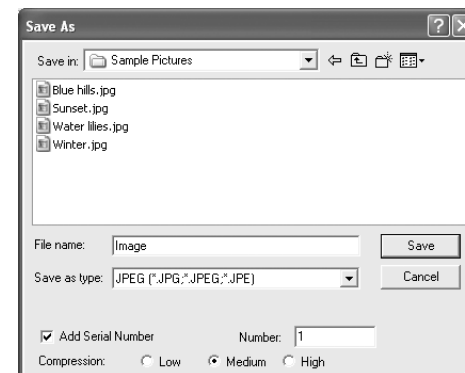 Save As
Save in: Sample Pictures
Blue hills.jpg
Sunset.jpg
Water lilies.jpg
Winter.jpg
File name: Image Save
Save as type: JPEG (*.JPG;*.JPEG;*.JPE) Cancel
Add Serial Number Number: 1
Compression: Low Medium High